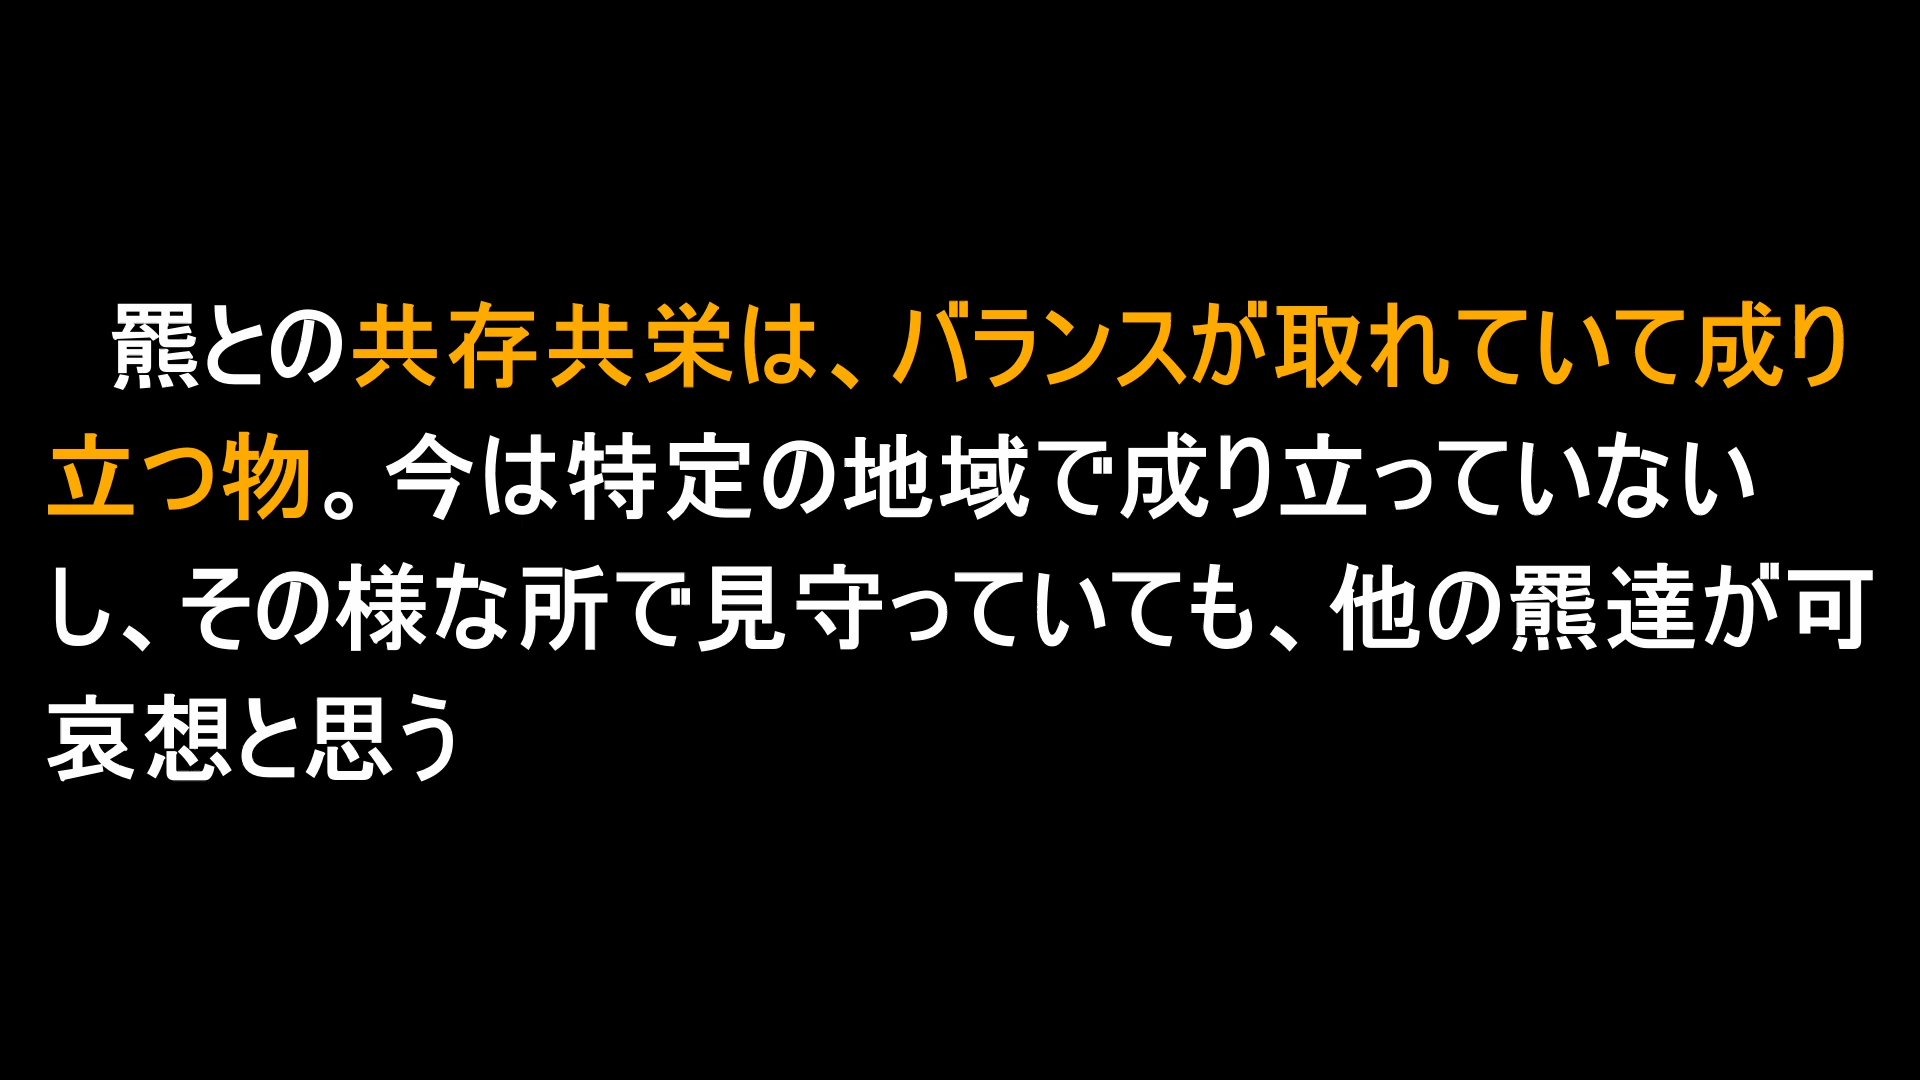 羆との共存共栄は、バランスが取れていて成り
立つ物。今は特定の地域で成り立っていない
し、その様な所で見守っていても、他の羆達が可
哀想と思う